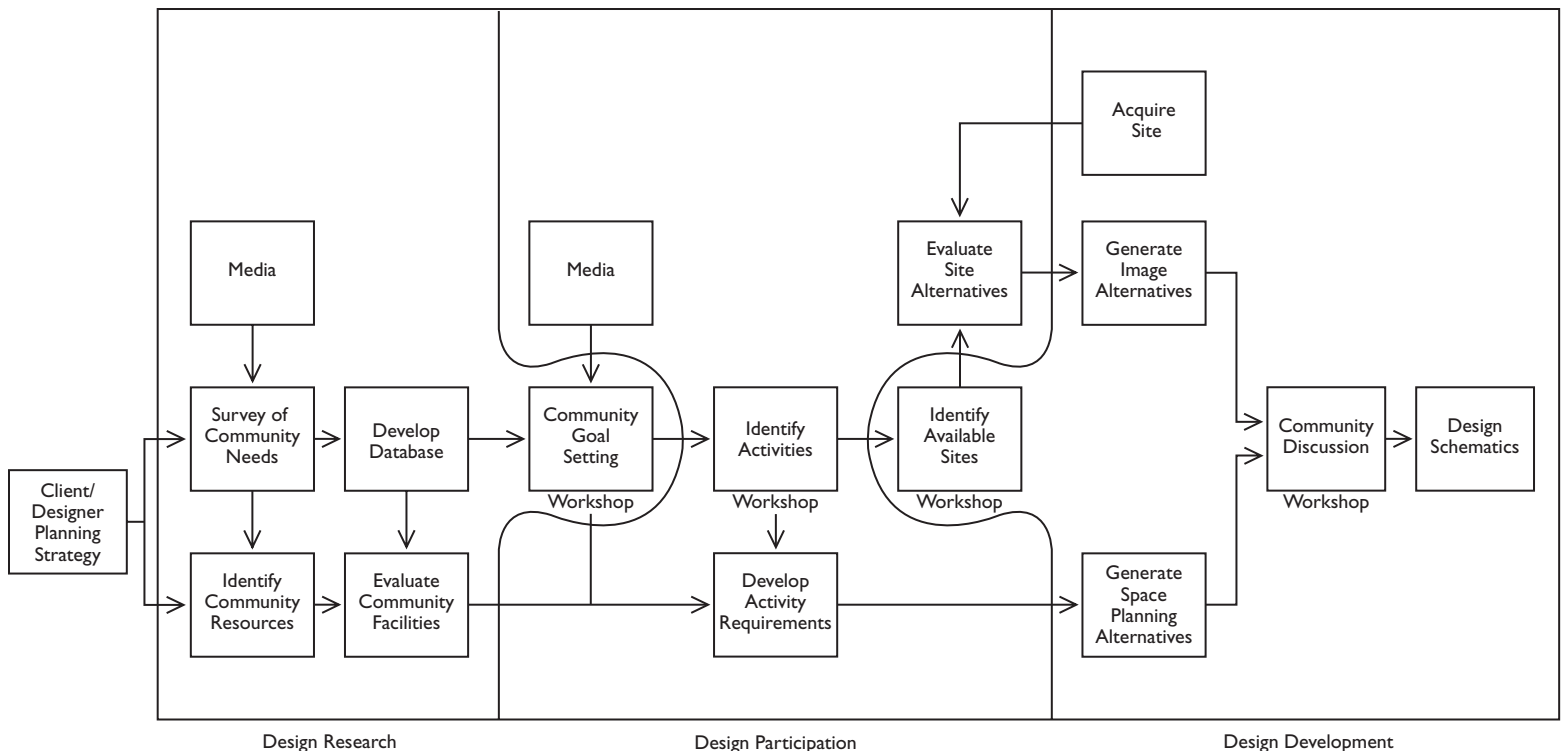 Acquire
Site
Media
Media
Evaluate
Site
Alternatives
Generate
Image
Alternatives
Client/
Designer
Planning
Strategy
Survey of
Community
Needs
Develop
Database
Community
Goal
Setting
Workshop
Identify
Activities
Workshop
Identify
Available
Sites
Workshop
Community
Discussion
Workshop
Design
Schematics
Identify
Community
Resources
Evaluate
Community
Facilities
Develop
Activity
Requirements
Generate
Space
Planning
Alternatives
Design Research
Design Participation
Design Development